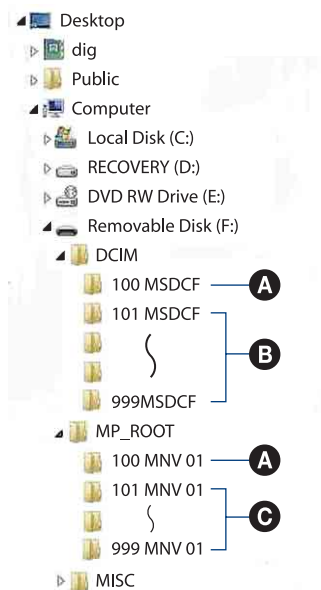 Desktop
dig
Public
Computer
Local Disk (C:)
RECOVERY (D:)
DVD RW Drive (E:)
Removable Disk (F:)
DCIM
100 MSDCF A
101 MSDCF
B
999MSDCF
MP_ROOT
100 MNV 01 A
101 MNV 01
C
999 MNV 01
MISC